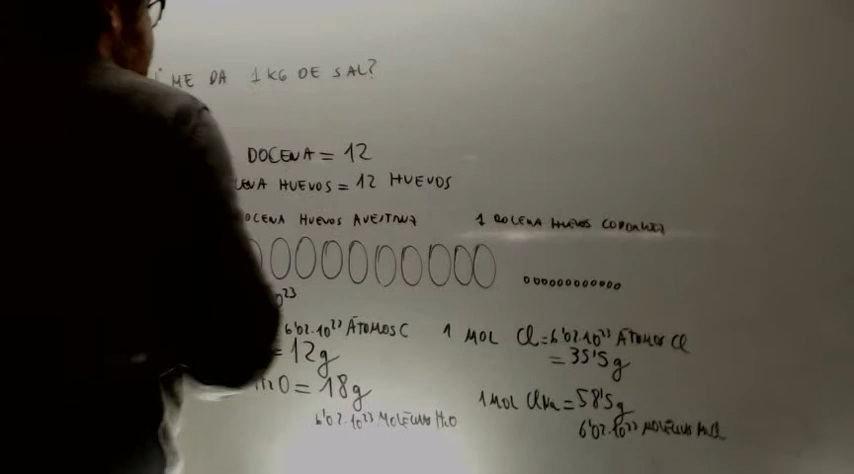 ME DA 1 KG DE SAL?
DOCENA = 12
HUEVOS = 12 HUEVOS
HUEVOS AVESTRUZ
1 DOCENA HUEVOS CODORNIZ
6'02·10²³ ÁTOMOS C
= 12g
H2O = 18g
6'02·10²³ MOLÉCULAS H2O
1 MOL Cl = 6'02·10²³ ÁTOMOS Cl
= 35'5g
1 MOL ClNa = 58'5g
6'02·10²³ MOLÉCULAS